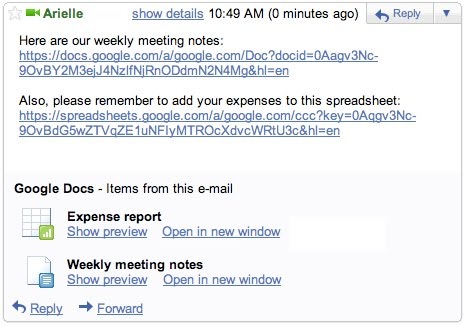 Arielle show details 10:49 AM (0 minutes ago) Reply
Here are our weekly meeting notes:
https://docs.google.com/a/google.com/Doc?docid=0Aagv3Nc-
9OvBY2M3ejJ4NzlfNjRnODdmN2N4Mg&hl=en
Also, please remember to add your expenses to this spreadsheet:
https://spreadsheets.google.com/a/google.com/ccc?key=0Aqgv3Nc-
9OvBdG5wZTVqZE1uNFIyMTROcXdvcWRtU3c&hl=en
Google Docs - Items from this e-mail
Expense report
Show preview Open in new window
Weekly meeting notes
Show preview Open in new window
Reply Forward